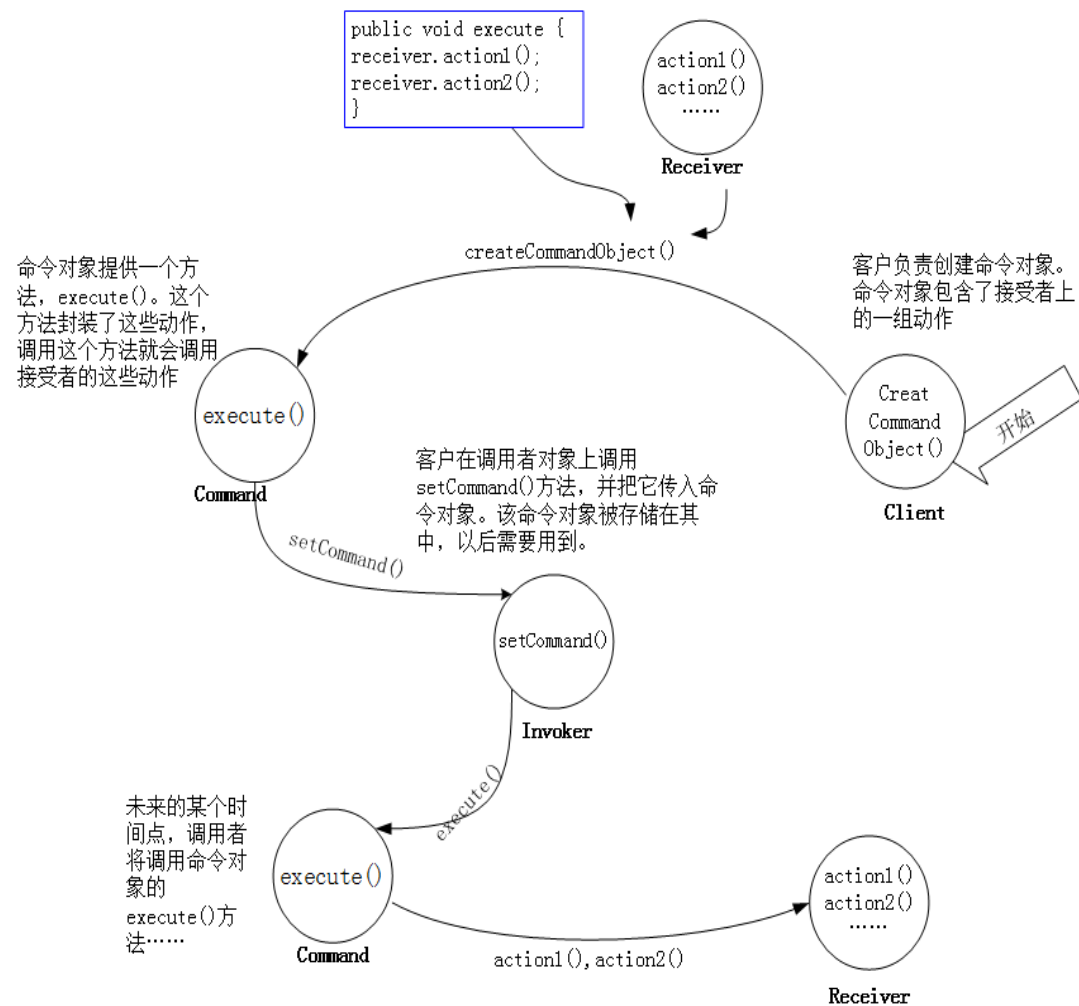 public void execute {
receiver.action1();
receiver.action2();
}
action1()
action2()
……
Receiver
createCommandObject()
命令对象提供一个方
法，execute()。这个
方法封装了这些动作，
调用这个方法就会调用
接受者的这些动作
客户负责创建命令对象。
命令对象包含了接受者上
的一组动作
execute()
Command
Creat
Command
Object()
开始
Client
客户在调用者对象上调用
setCommand()方法，并把它传入命
令对象。该命令对象被存储在其
中，以后需要用到。
setCommand()
setCommand()
Invoker
execute()
未来的某个时
间点，调用者
将调用命令对
象的
execute()方
法……
execute()
Command
action1(),action2()
action1()
action2()
……
Receiver